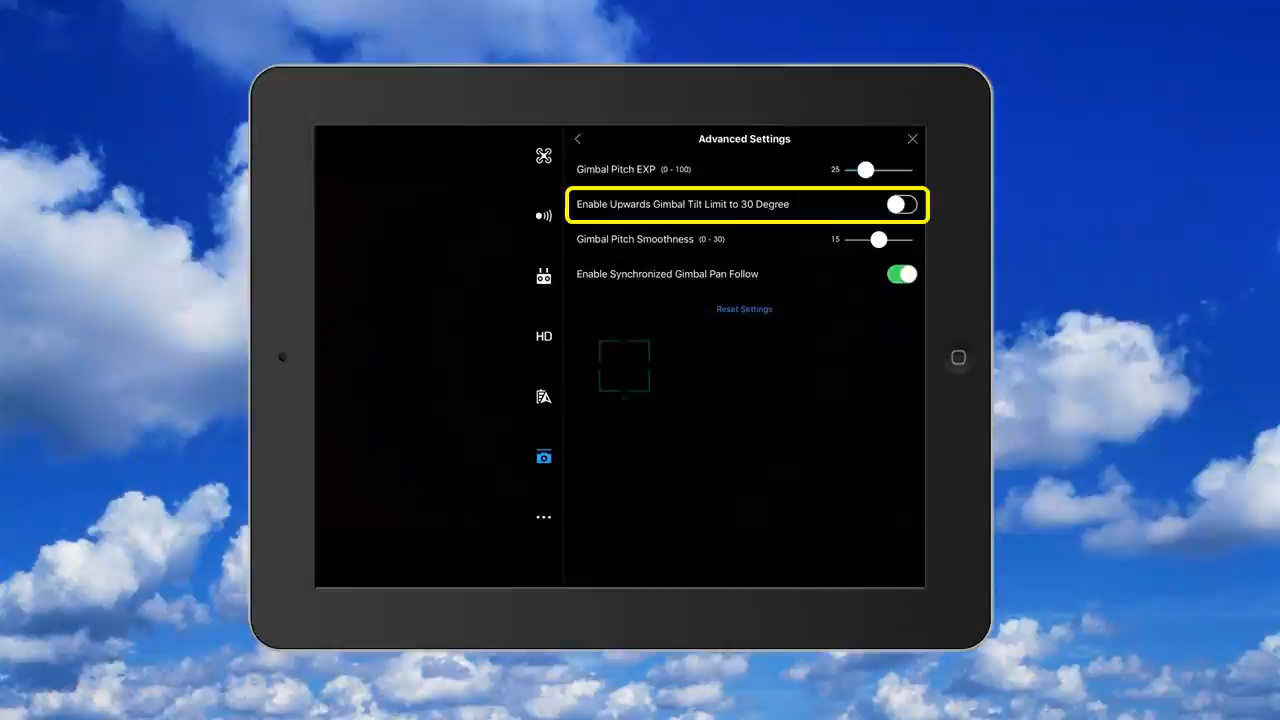 Advanced Settings
Gimbal Pitch EXP (0 - 100) 25
Enable Upwards Gimbal Tilt Limit to 30 Degree
Gimbal Pitch Smoothness (0 - 30) 15
Enable Synchronized Gimbal Pan Follow
Reset Settings
HD